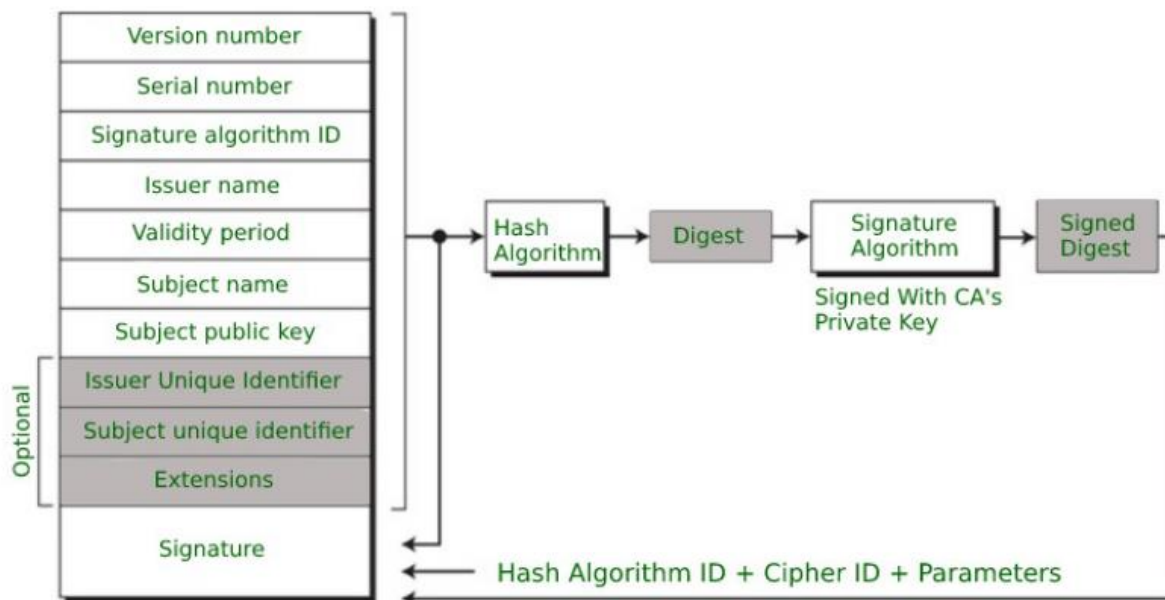 Version number
Serial number
Signature algorithm ID
Issuer name
Validity period
Subject name
Subject public key
Optional
Issuer Unique Identifier
Subject unique identifier
Extensions
Signature
Hash
Algorithm
Digest
Signature
Algorithm
Signed With CA's
Private Key
Signed
Digest
Hash Algorithm ID + Cipher ID + Parameters